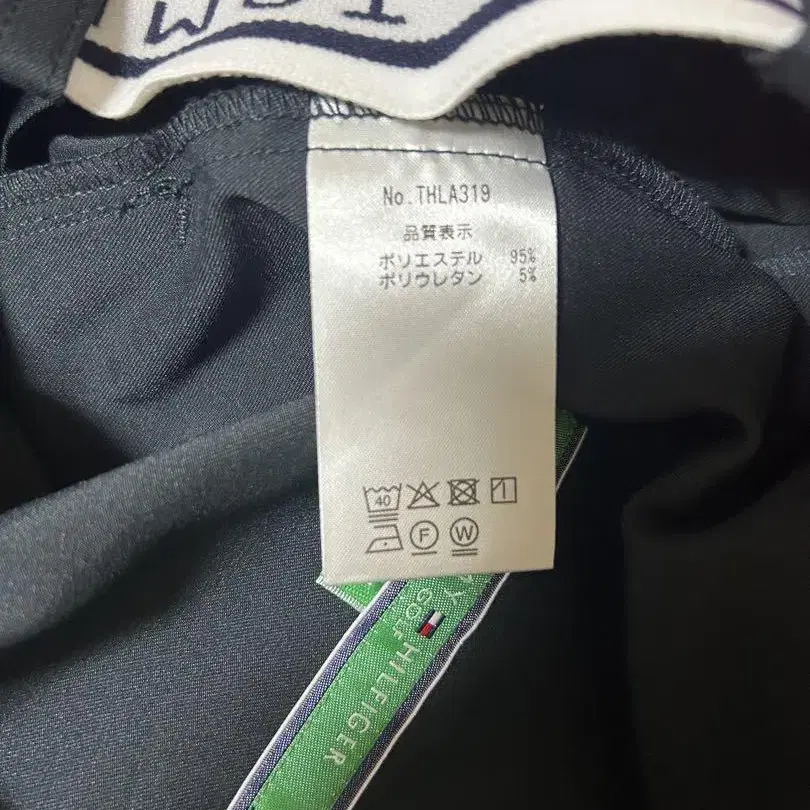 No.THLA319
品質表示
ポリエステル 95%
ポリウレタン 5%
40
F
W
GOLF
HILFIGER